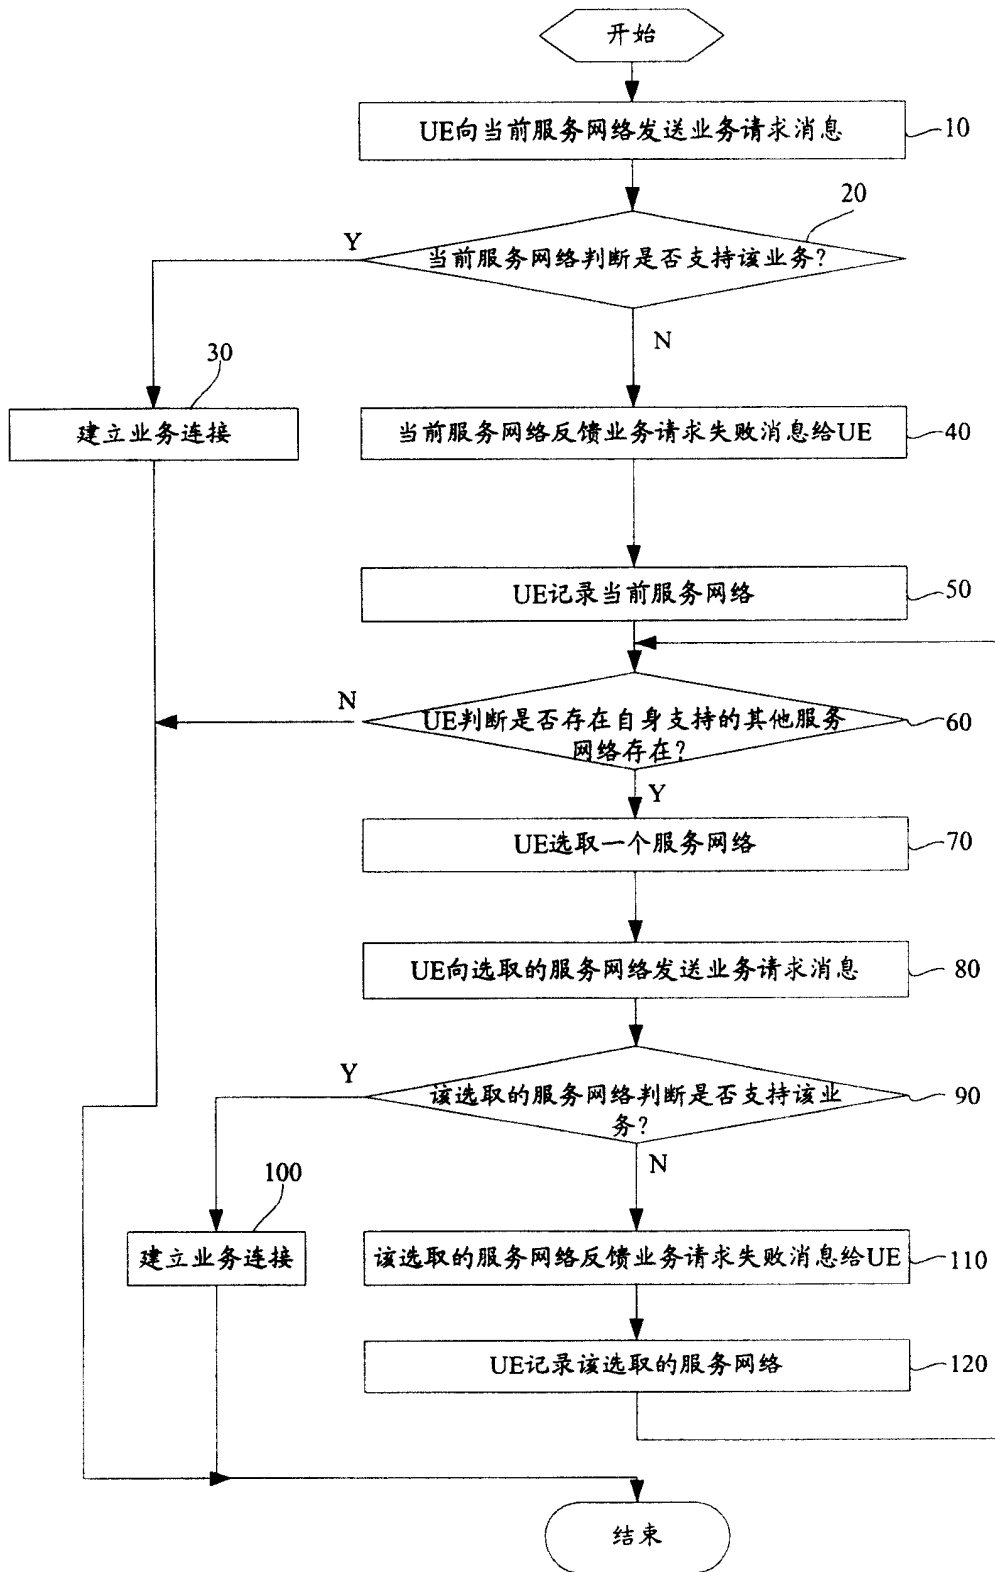 开始
UE向当前服务网络发送业务请求消息
10
20
当前服务网络判断是否支持该业务?
Y
N
30
建立业务连接
当前服务网络反馈业务请求失败消息给UE
40
UE记录当前服务网络
50
N
UE判断是否存在自身支持的其他服务
网络存在?
60
Y
UE选取一个服务网络
70
UE向选取的服务网络发送业务请求消息
80
Y
该选取的服务网络判断是否支持该业
务?
90
N
100
建立业务连接
该选取的服务网络反馈业务请求失败消息给UE
110
UE记录该选取的服务网络
120
结束